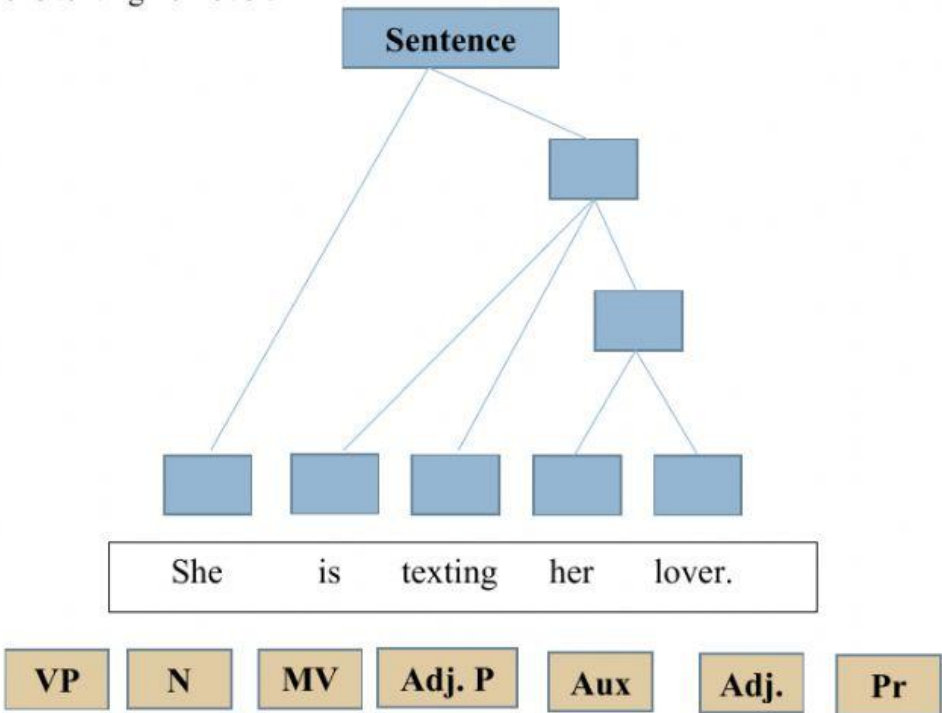 Sentence
She is texting her lover.
VP N MV Adj. P Aux Adj. Pr